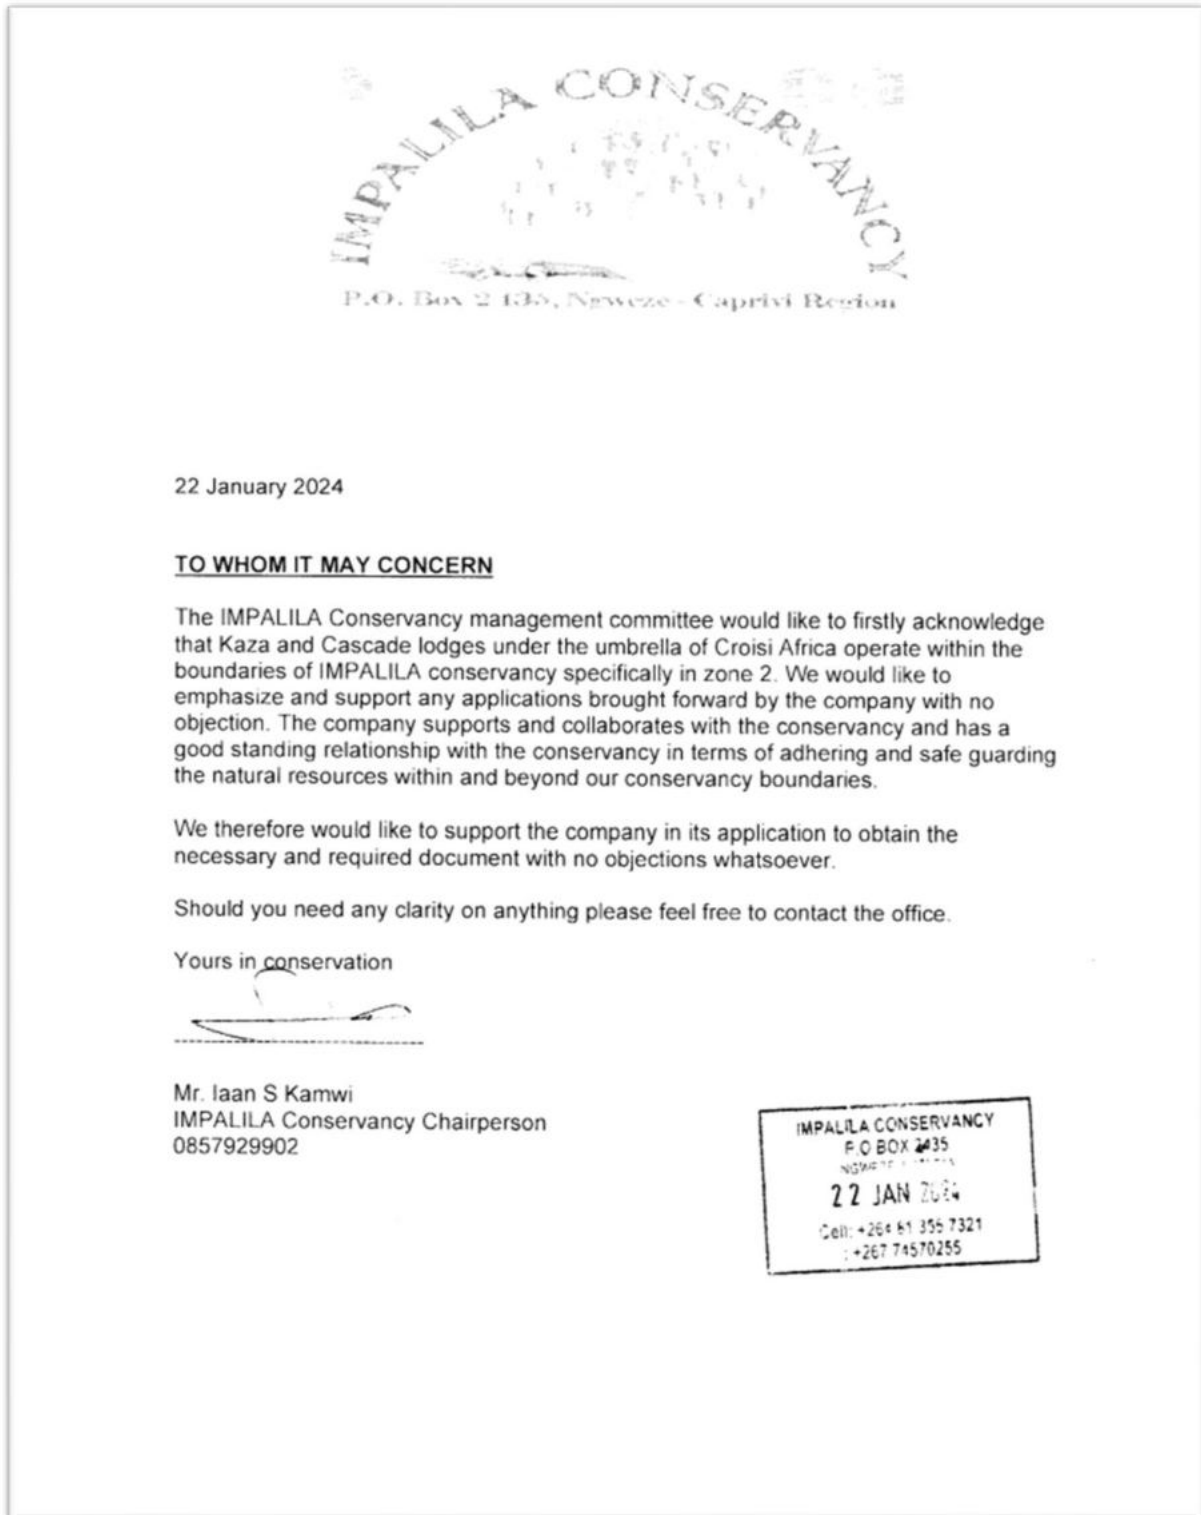 IMPALILA CONSERVANCY
P.O. Box 2135, Ngweze - Caprivi Region
22 January 2024
TO WHOM IT MAY CONCERN
The IMPALILA Conservancy management committee would like to firstly acknowledge
that Kaza and Cascade lodges under the umbrella of Croisi Africa operate within the
boundaries of IMPALILA conservancy specifically in zone 2. We would like to
emphasize and support any applications brought forward by the company with no
objection. The company supports and collaborates with the conservancy and has a
good standing relationship with the conservancy in terms of adhering and safe guarding
the natural resources within and beyond our conservancy boundaries.
We therefore would like to support the company in its application to obtain the
necessary and required document with no objections whatsoever.
Should you need any clarity on anything please feel free to contact the office.
Yours in conservation
Mr. Iaan S Kamwi
IMPALILA Conservancy Chairperson
0857929902
IMPALILA CONSERVANCY
P.O BOX
22 JAN
Cell: 7321
: +267 74570255